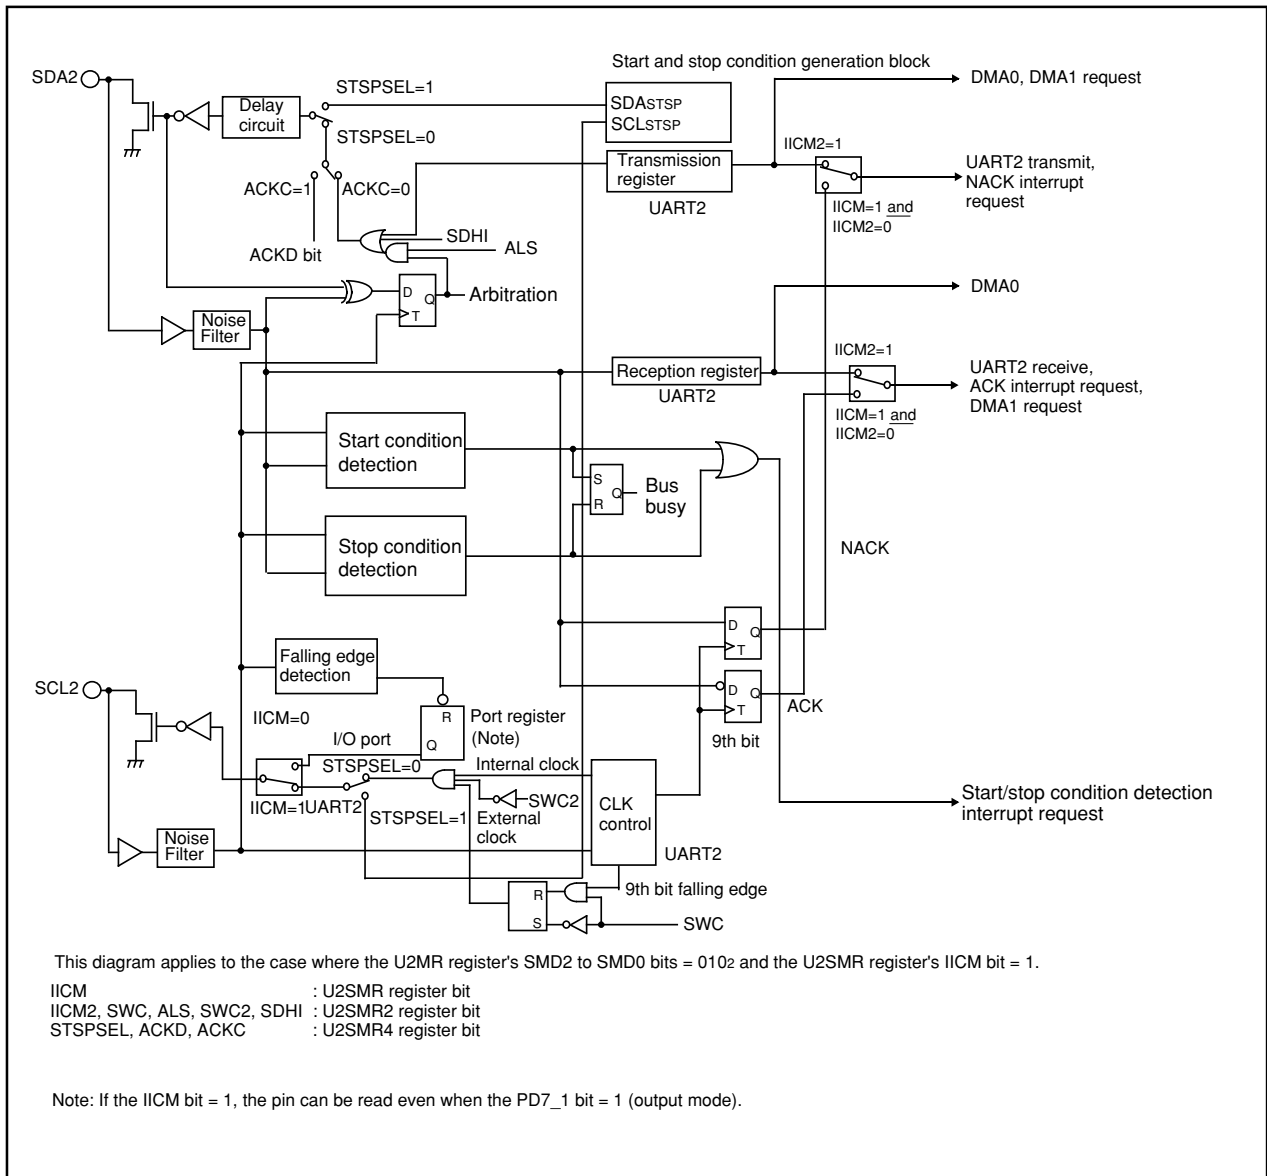 Start and stop condition generation block
SDA2
STSPSEL=1
DMA0, DMA1 request
Delay
circuit
SDASTSP
SCLSTSP
STSPSEL=0
IICM2=1
Transmission
register
UART2 transmit,
NACK interrupt
request
ACKC=1
ACKC=0
UART2
IICM=1 and
IICM2=0
SDHI
ALS
ACKD bit
D
Q
T
Arbitration
DMA0
Noise
Filter
IICM2=1
Reception register
UART2
UART2 receive,
ACK interrupt request,
DMA1 request
IICM=1 and
IICM2=0
Start condition
detection
S
Q
R
Bus
busy
Stop condition
detection
NACK
D
Q
T
Falling edge
detection
SCL2
D
Q
T
ACK
9th bit
IICM=0
R
Q
Port register
(Note)
I/O port
STSPSEL=0
Internal clock
IICM=1
UART2
STSPSEL=1
SWC2
External
clock
CLK
control
UART2
Start/stop condition detection
interrupt request
Noise
Filter
R
S
9th bit falling edge
SWC
This diagram applies to the case where the U2MR register's SMD2 to SMD0 bits = 0102 and the U2SMR register's IICM bit = 1.
IICM : U2SMR register bit
IICM2, SWC, ALS, SWC2, SDHI : U2SMR2 register bit
STSPSEL, ACKD, ACKC : U2SMR4 register bit
Note: If the IICM bit = 1, the pin can be read even when the PD7_1 bit = 1 (output mode).